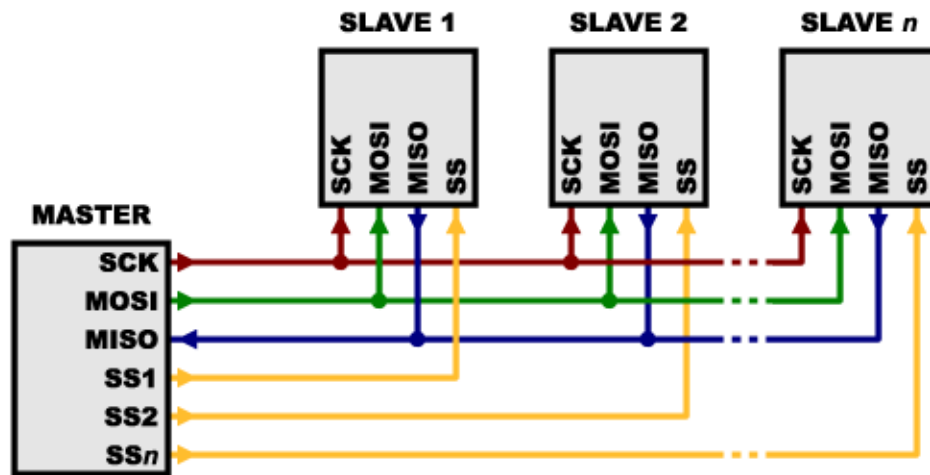 SLAVE 1
SLAVE 2
SLAVE n
SCK
MOSI
MISO
SS
SCK
MOSI
MISO
SS
SCK
MOSI
MISO
SS
MASTER
SCK
MOSI
MISO
SS1
SS2
SSn